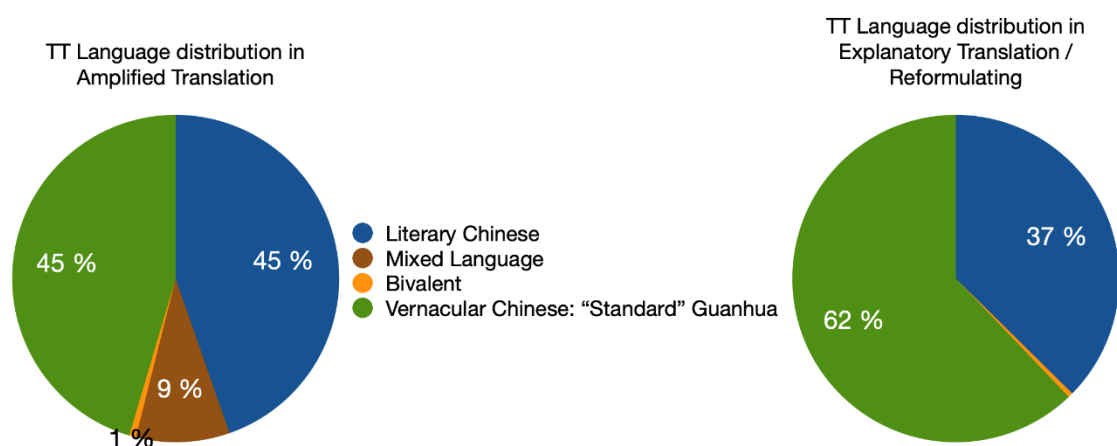 TT Language distribution in
Amplified Translation
45 %
45 %
9 %
1 %
Literary Chinese
Mixed Language
Bivalent
Vernacular Chinese: “Standard” Guanhua
TT Language distribution in
Explanatory Translation /
Reformulating
37 %
62 %